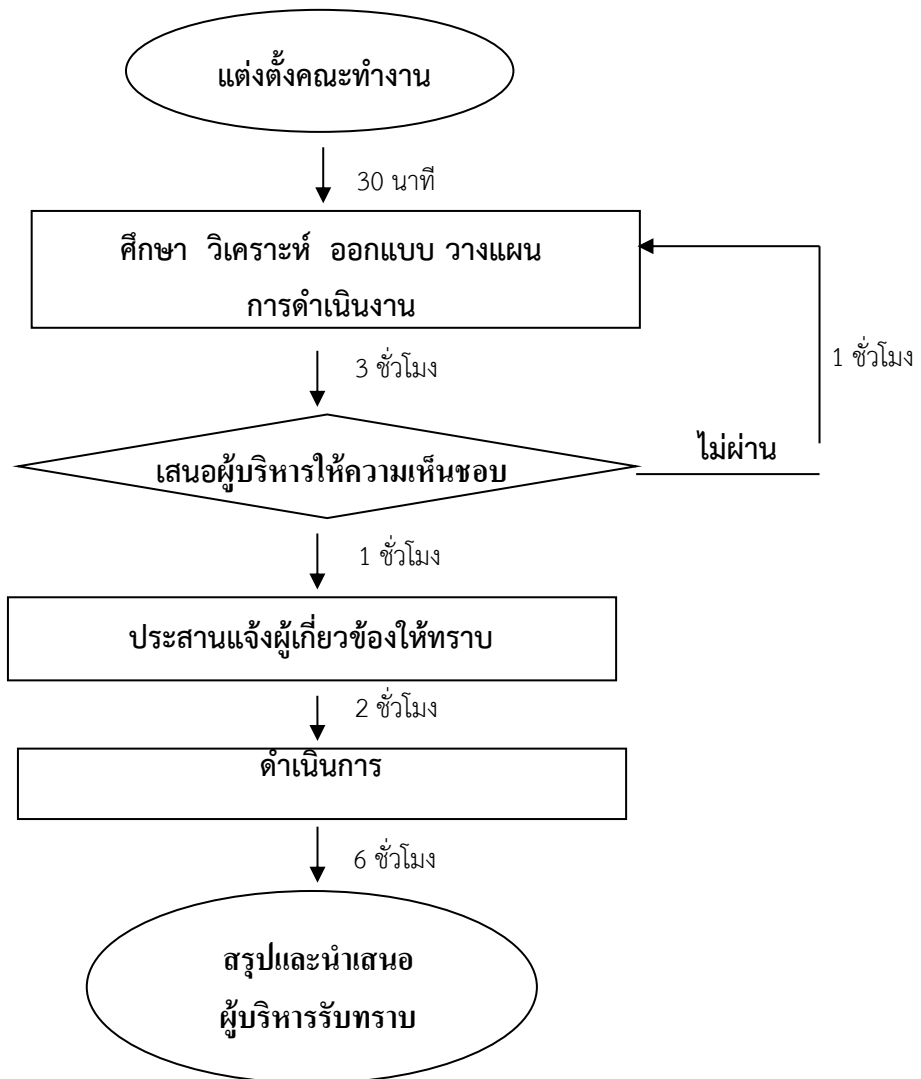 แต่งตั้งคณะทำงาน
30 นาที
ศึกษา วิเคราะห์ ออกแบบ วางแผน
การดำเนินงาน
3 ชั่วโมง
1 ชั่วโมง
ไม่ผ่าน
เสนอผู้บริหารให้ความเห็นชอบ
1 ชั่วโมง
ประสานแจ้งผู้เกี่ยวข้องให้ทราบ
2 ชั่วโมง
ดำเนินการ
6 ชั่วโมง
สรุปและนำเสนอ
ผู้บริหารรับทราบ